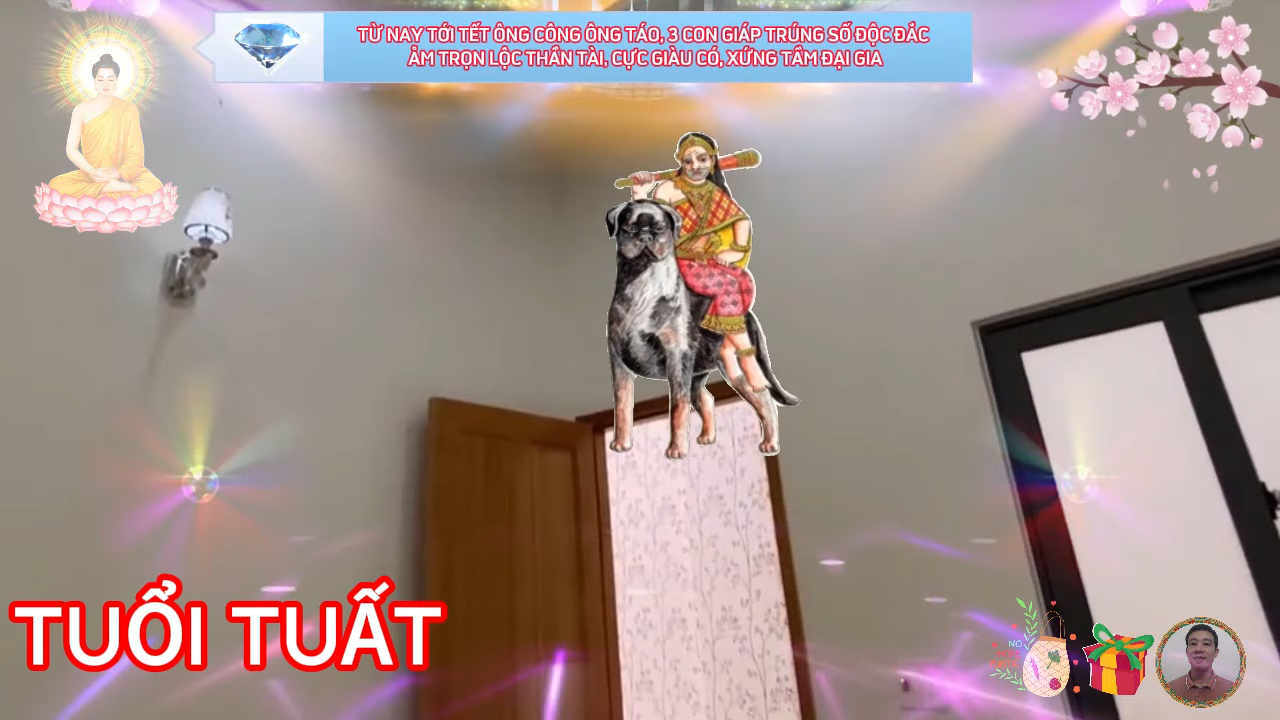 TỪ NAY TỚI TẾT ÔNG CÔNG ÔNG TÁO, 3 CON GIÁP TRÚNG SỐ ĐỘC ĐẮC
ẴM TRỌN LỘC THẦN TÀI, CỰC GIÀU CÓ, XỨNG TẦM ĐẠI GIA
TUỔI TUẤT
NO